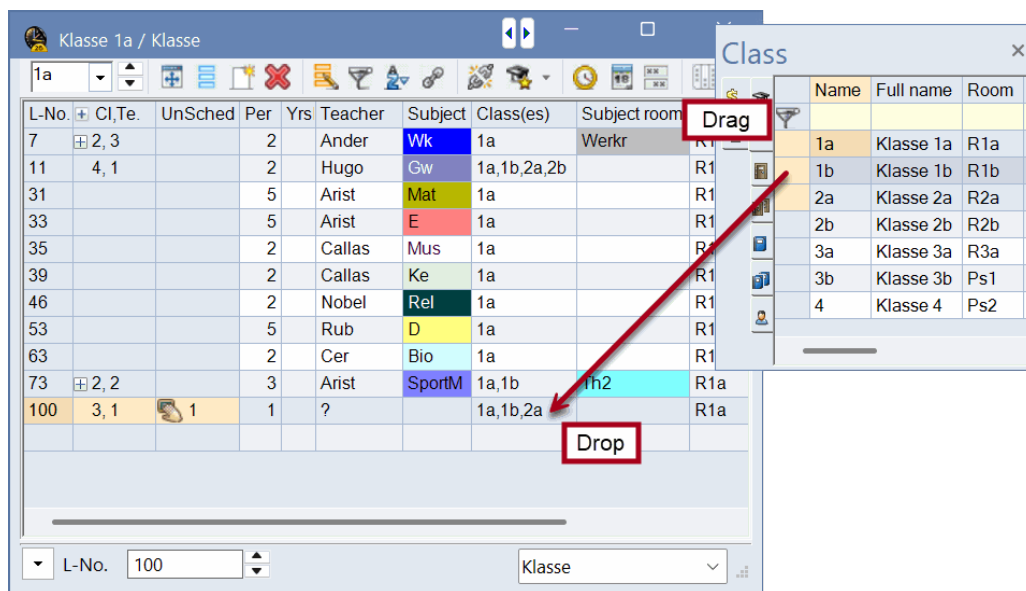 Klasse 1a / Klasse
1a
L-No. Cl,Te. UnSched Per Yrs Teacher Subject Class(es) Subject room
7 2, 3 2 Ander Wk 1a Werkr R1
11 4, 1 2 Hugo Gw 1a,1b,2a,2b R1
31 5 Arist Mat 1a R1
33 5 Arist E 1a R1
35 2 Callas Mus 1a R1
39 2 Callas Ke 1a R1
46 2 Nobel Rel 1a R1
53 5 Rub D 1a R1
63 2 Cer Bio 1a R1
73 2, 2 3 Arist SportM 1a,1b Th2 R1a
100 3, 1 1 1 ? 1a,1b,2a R1a
L-No. 100 Klasse
Drag
Drop
Class
Name Full name Room
1a Klasse 1a R1a
1b Klasse 1b R1b
2a Klasse 2a R2a
2b Klasse 2b R2b
3a Klasse 3a R3a
3b Klasse 3b Ps1
4 Klasse 4 Ps2